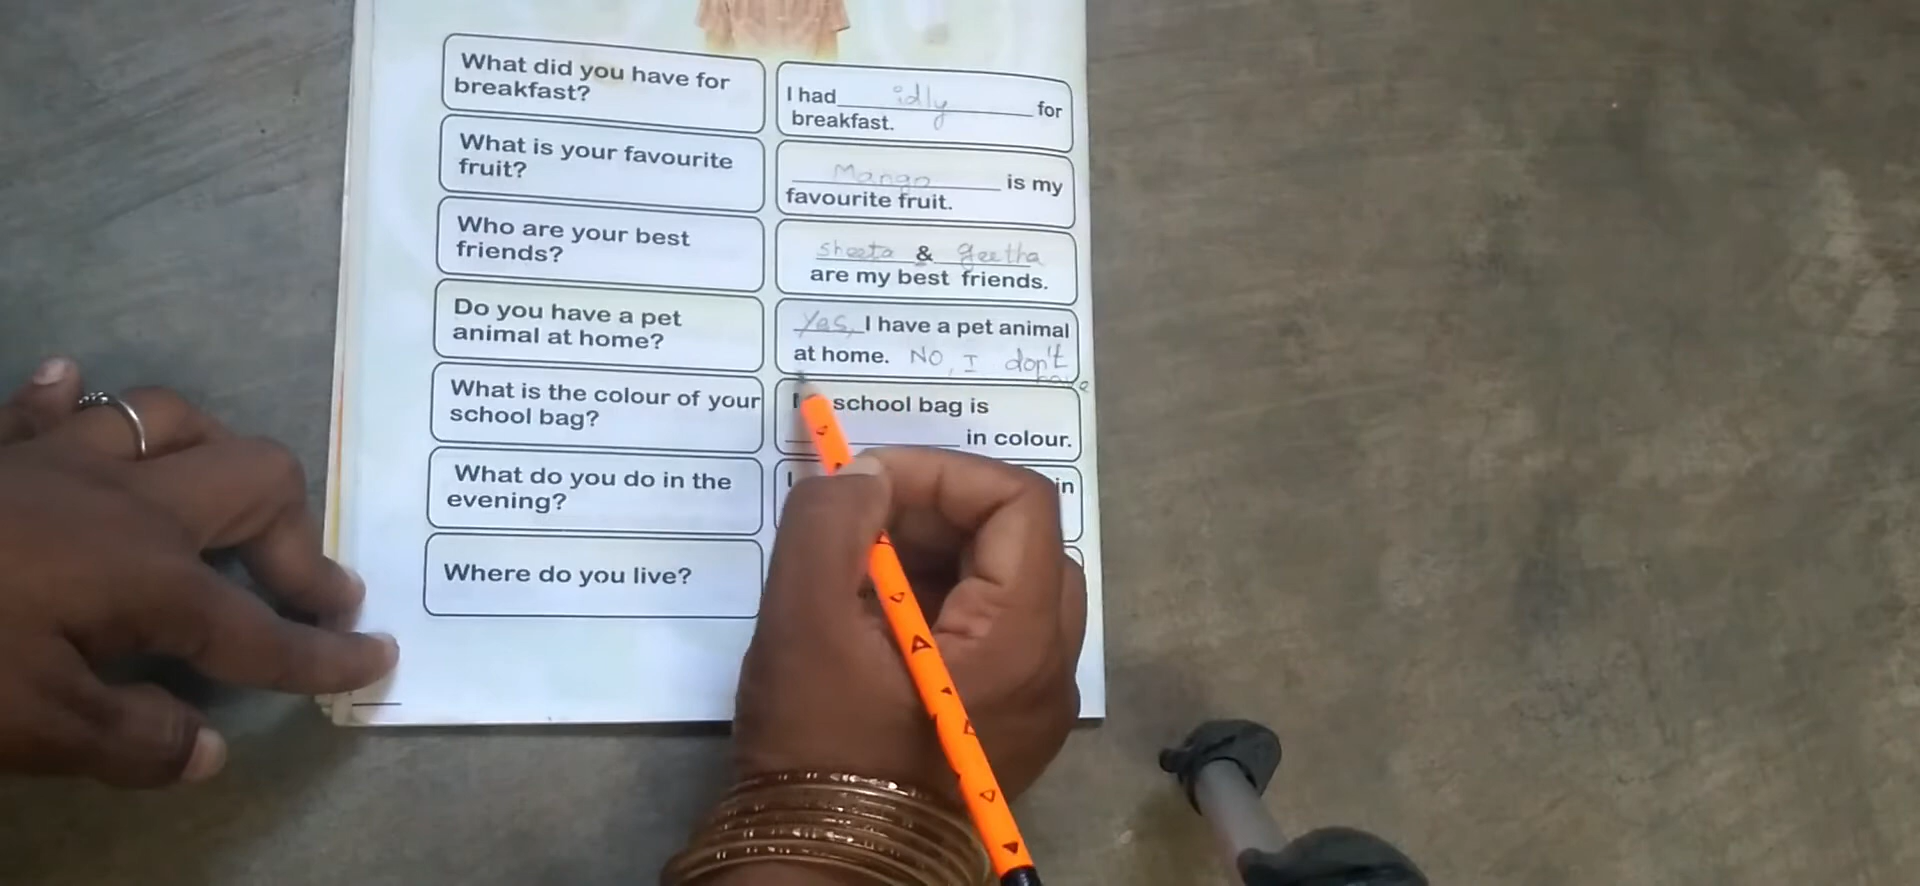 What did you have for
breakfast?
I had idly for
breakfast.
What is your favourite
fruit?
Mango is my
favourite fruit.
Who are your best
friends?
sheeta & geetha
are my best friends.
Do you have a pet
animal at home?
Yes, I have a pet animal
at home. No, I don't
have
What is the colour of your
school bag?
school bag is
in colour.
What do you do in the
evening?
I in
Where do you live?